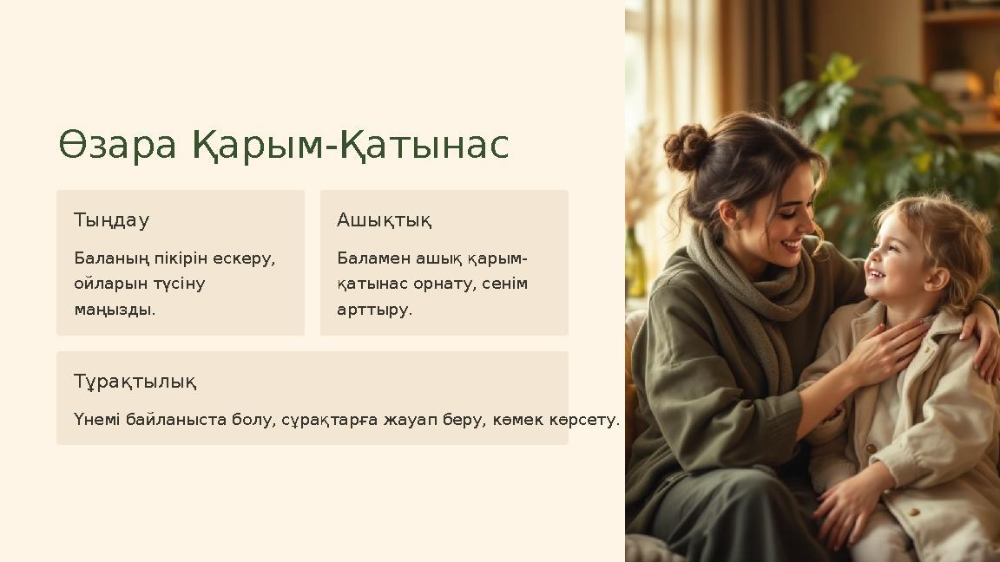 Өзара Қарым-Қатынас
Тыңдау
Баланың пікірін ескеру,
ойларын түсіну
маңызды.
Ашықтық
Баламен ашық қарым-
қатынас орнату, сенім
арттыру.
Тұрақтылық
Үнемі байланыста болу, сұрақтарға жауап беру, көмек көрсету.